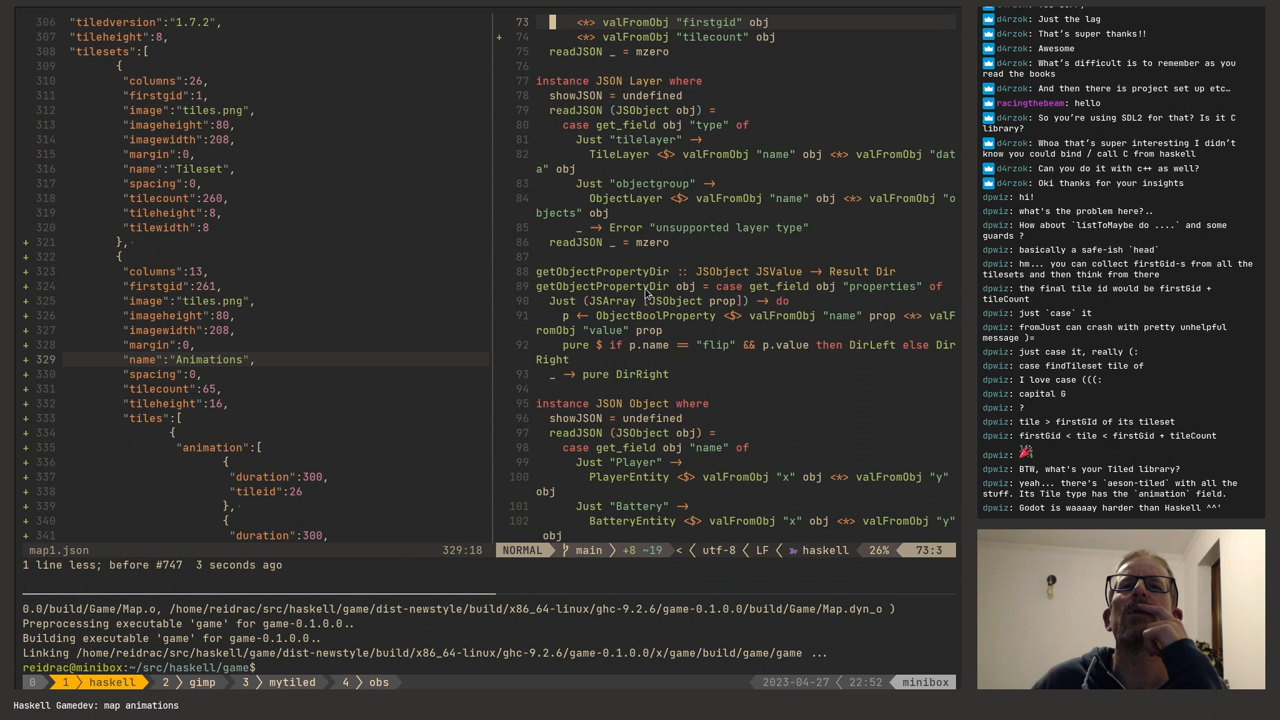 306 "tiledversion":"1.7.2",
307 "tileheight":8,
308 "tilesets":[
309 {
310 "columns":26,
311 "firstgid":1,
312 "image":"tiles.png",
313 "imageheight":80,
314 "imagewidth":208,
315 "margin":0,
316 "name":"Tileset",
317 "spacing":0,
318 "tilecount":260,
319 "tileheight":8,
320 "tilewidth":8
+ 321 },
+ 322 {
+ 323 "columns":13,
+ 324 "firstgid":261,
+ 325 "image":"tiles.png",
+ 326 "imageheight":80,
+ 327 "imagewidth":208,
+ 328 "margin":0,
+ 329 "name":"Animations",
+ 330 "spacing":0,
+ 331 "tilecount":65,
+ 332 "tileheight":16,
+ 333 "tiles":[
+ 334 {
+ 335 "animation":[
+ 336 {
+ 337 "duration":300,
+ 338 "tileid":26
+ 339 },
+ 340 {
+ 341 "duration":300,
map1.json 329:18
1 line less; before #747 3 seconds ago
73 <*> valFromObj "firstgid" obj
+ 74 <*> valFromObj "tilecount" obj
75 readJSON _ = mzero
76
77 instance JSON Layer where
78 showJSON = undefined
79 readJSON (JSObject obj) =
80 case get_field obj "type" of
81 Just "tilelayer" →
82 TileLayer <$> valFromObj "name" obj <*> valFromObj "dat
a" obj
83 Just "objectgroup" →
84 ObjectLayer <$> valFromObj "name" obj <*> valFromObj "o
bjects" obj
85 _ → Error "unsupported layer type"
86 readJSON _ = mzero
87
88 getObjectPropertyDir :: JSObject JSValue → Result Dir
89 getObjectPropertyDir obj = case get_field obj "properties" of
90 Just (JSArray [JSObject prop]) → do
91 p ← ObjectBoolProperty <$> valFromObj "name" prop <*> valF
romObj "value" prop
92 pure $ if p.name == "flip" && p.value then DirLeft else Dir
Right
93 _ → pure DirRight
94
95 instance JSON Object where
96 showJSON = undefined
97 readJSON (JSObject obj) =
98 case get_field obj "name" of
99 Just "Player" →
100 PlayerEntity <$> valFromObj "x" obj <*> valFromObj "y"
obj
101 Just "Battery" →
102 BatteryEntity <$> valFromObj "x" obj <*> valFromObj "y"
obj
NORMAL main +8 ~19 < utf-8 LF haskell 26% 73:3
0.0/build/Game/Map.o, /home/reidrac/src/haskell/game/dist-newstyle/build/x86_64-linux/ghc-9.2.6/game-0.1.0.0/build/Game/Map.dyn_o )
Preprocessing executable 'game' for game-0.1.0.0..
Building executable 'game' for game-0.1.0.0..
Linking /home/reidrac/src/haskell/game/dist-newstyle/build/x86_64-linux/ghc-9.2.6/game-0.1.0.0/x/game/build/game/game ...
reidrac@minibox:~/src/haskell/game$
0 1 haskell 2 gimp 3 mytiled 4 obs 2023-04-27 22:52 minibox
Haskell Gamedev: map animations
d4rzok: Just the lag
d4rzok: That's super thanks!!
d4rzok: Awesome
d4rzok: What's difficult is to remember as you
read the books
d4rzok: And then there is project set up etc…
racingthebeam: hello
d4rzok: So you're using SDL2 for that? Is it C
library?
d4rzok: Whoa that's super interesting I didn't
know you could bind / call C from haskell
d4rzok: Can you do it with c++ as well?
d4rzok: Oki thanks for your insights
dpwiz: hi!
dpwiz: what's the problem here?..
dpwiz: How about `listToMaybe do ....` and some
guards ?
dpwiz: basically a safe-ish `head`
dpwiz: hm... you can collect firstGid-s from all the
tilesets and then think from there
dpwiz: the final tile id would be firstGid +
tileCount
dpwiz: just `case` it
dpwiz: fromJust can crash with pretty unhelpful
message )=
dpwiz: just case it, really (:
dpwiz: case findTileset tile of
dpwiz: I love case (((:
dpwiz: capital G
dpwiz: ?
dpwiz: tile > firstGId of its tileset
dpwiz: firstGid < tile < firstGid + tileCount
dpwiz: 🎉
dpwiz: BTW, what's your Tiled library?
dpwiz: yeah... there's `aeson-tiled` with all the
stuff. Its Tile type has the `animation` field.
dpwiz: Godot is waaaay harder than Haskell ^^'